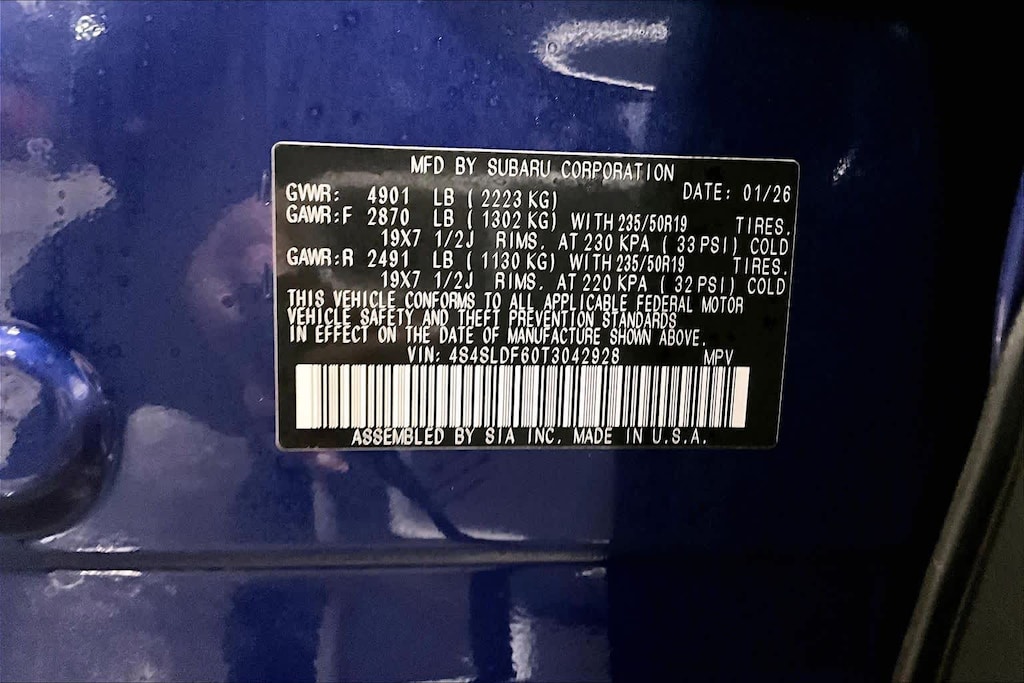 MFD BY SUBARU CORPORATION
GVWR: 4901 LB ( 2223 KG) DATE: 01/26
GAWR:F 2870 LB ( 1302 KG) WITH 235/50R19 TIRES.
19X7 1/2J RIMS. AT 230 KPA ( 33 PSI) COLD
GAWR:R 2491 LB ( 1130 KG) WITH 235/50R19 TIRES.
19X7 1/2J RIMS. AT 220 KPA ( 32 PSI) COLD
THIS VEHICLE CONFORMS TO ALL APPLICABLE FEDERAL MOTOR
VEHICLE SAFETY AND THEFT PREVENTION STANDARDS
IN EFFECT ON THE DATE OF MANUFACTURE SHOWN ABOVE.
VIN: 4S4SLDF60T3042928 MPV
ASSEMBLED BY SIA INC. MADE IN U.S.A.